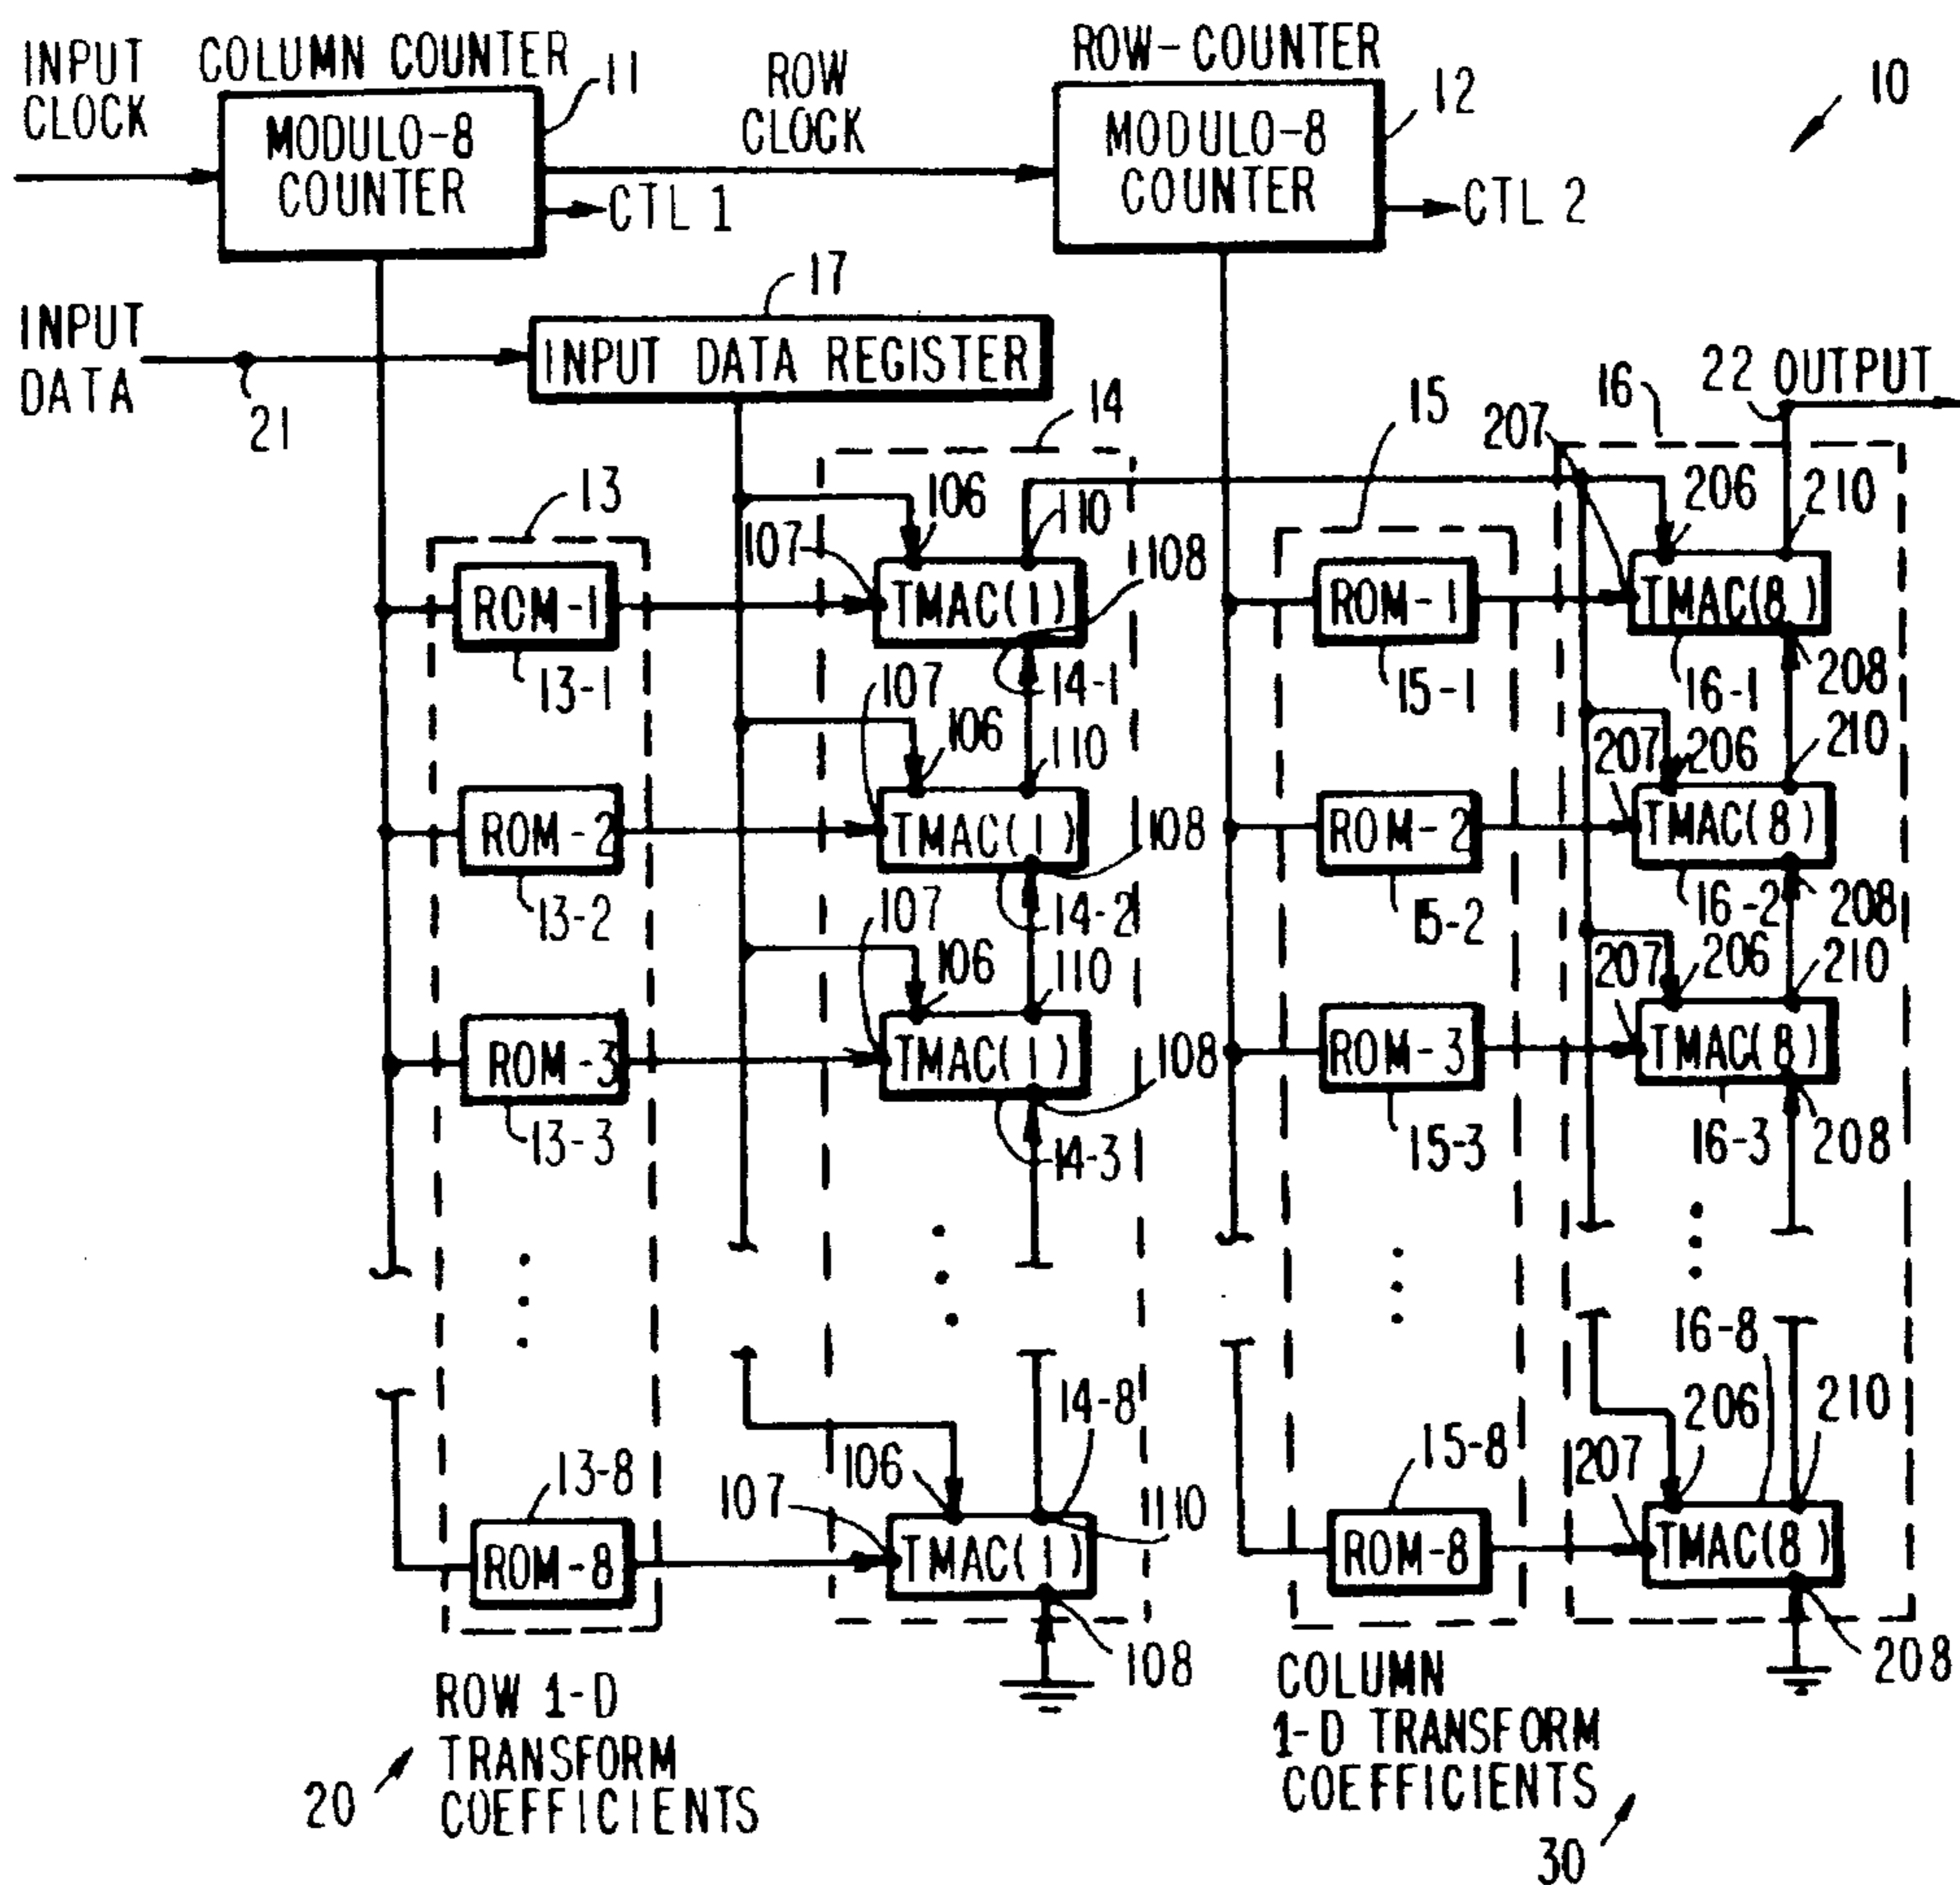 INPUT CLOCK
COLUMN COUNTER
11
MODULO-8 COUNTER
ROW CLOCK
CTL 1
ROW-COUNTER
12
MODULO-8 COUNTER
CTL 2
10
INPUT DATA
21
17
INPUT DATA REGISTER
14
15
16
22 OUTPUT
207
13
106
110
107
108
206
210
ROM-1
TMAC(1)
ROM-1
TMAC(8)
13-1
14-1
15-1
16-1
208
107
106
110
207
206
210
ROM-2
TMAC(1)
108
ROM-2
TMAC(8)
13-2
14-2
15-2
16-2
208
107
106
110
207
206
210
ROM-3
TMAC(1)
108
ROM-3
TMAC(8)
13-3
14-3
15-3
16-3
208
16-8
14-8
13-8
106
107
110
15-8
207
206
210
ROM-8
TMAC(1)
ROM-8
TMAC(8)
108
208
ROW 1-D
TRANSFORM
COEFFICIENTS
20
COLUMN
1-D TRANSFORM
COEFFICIENTS
30